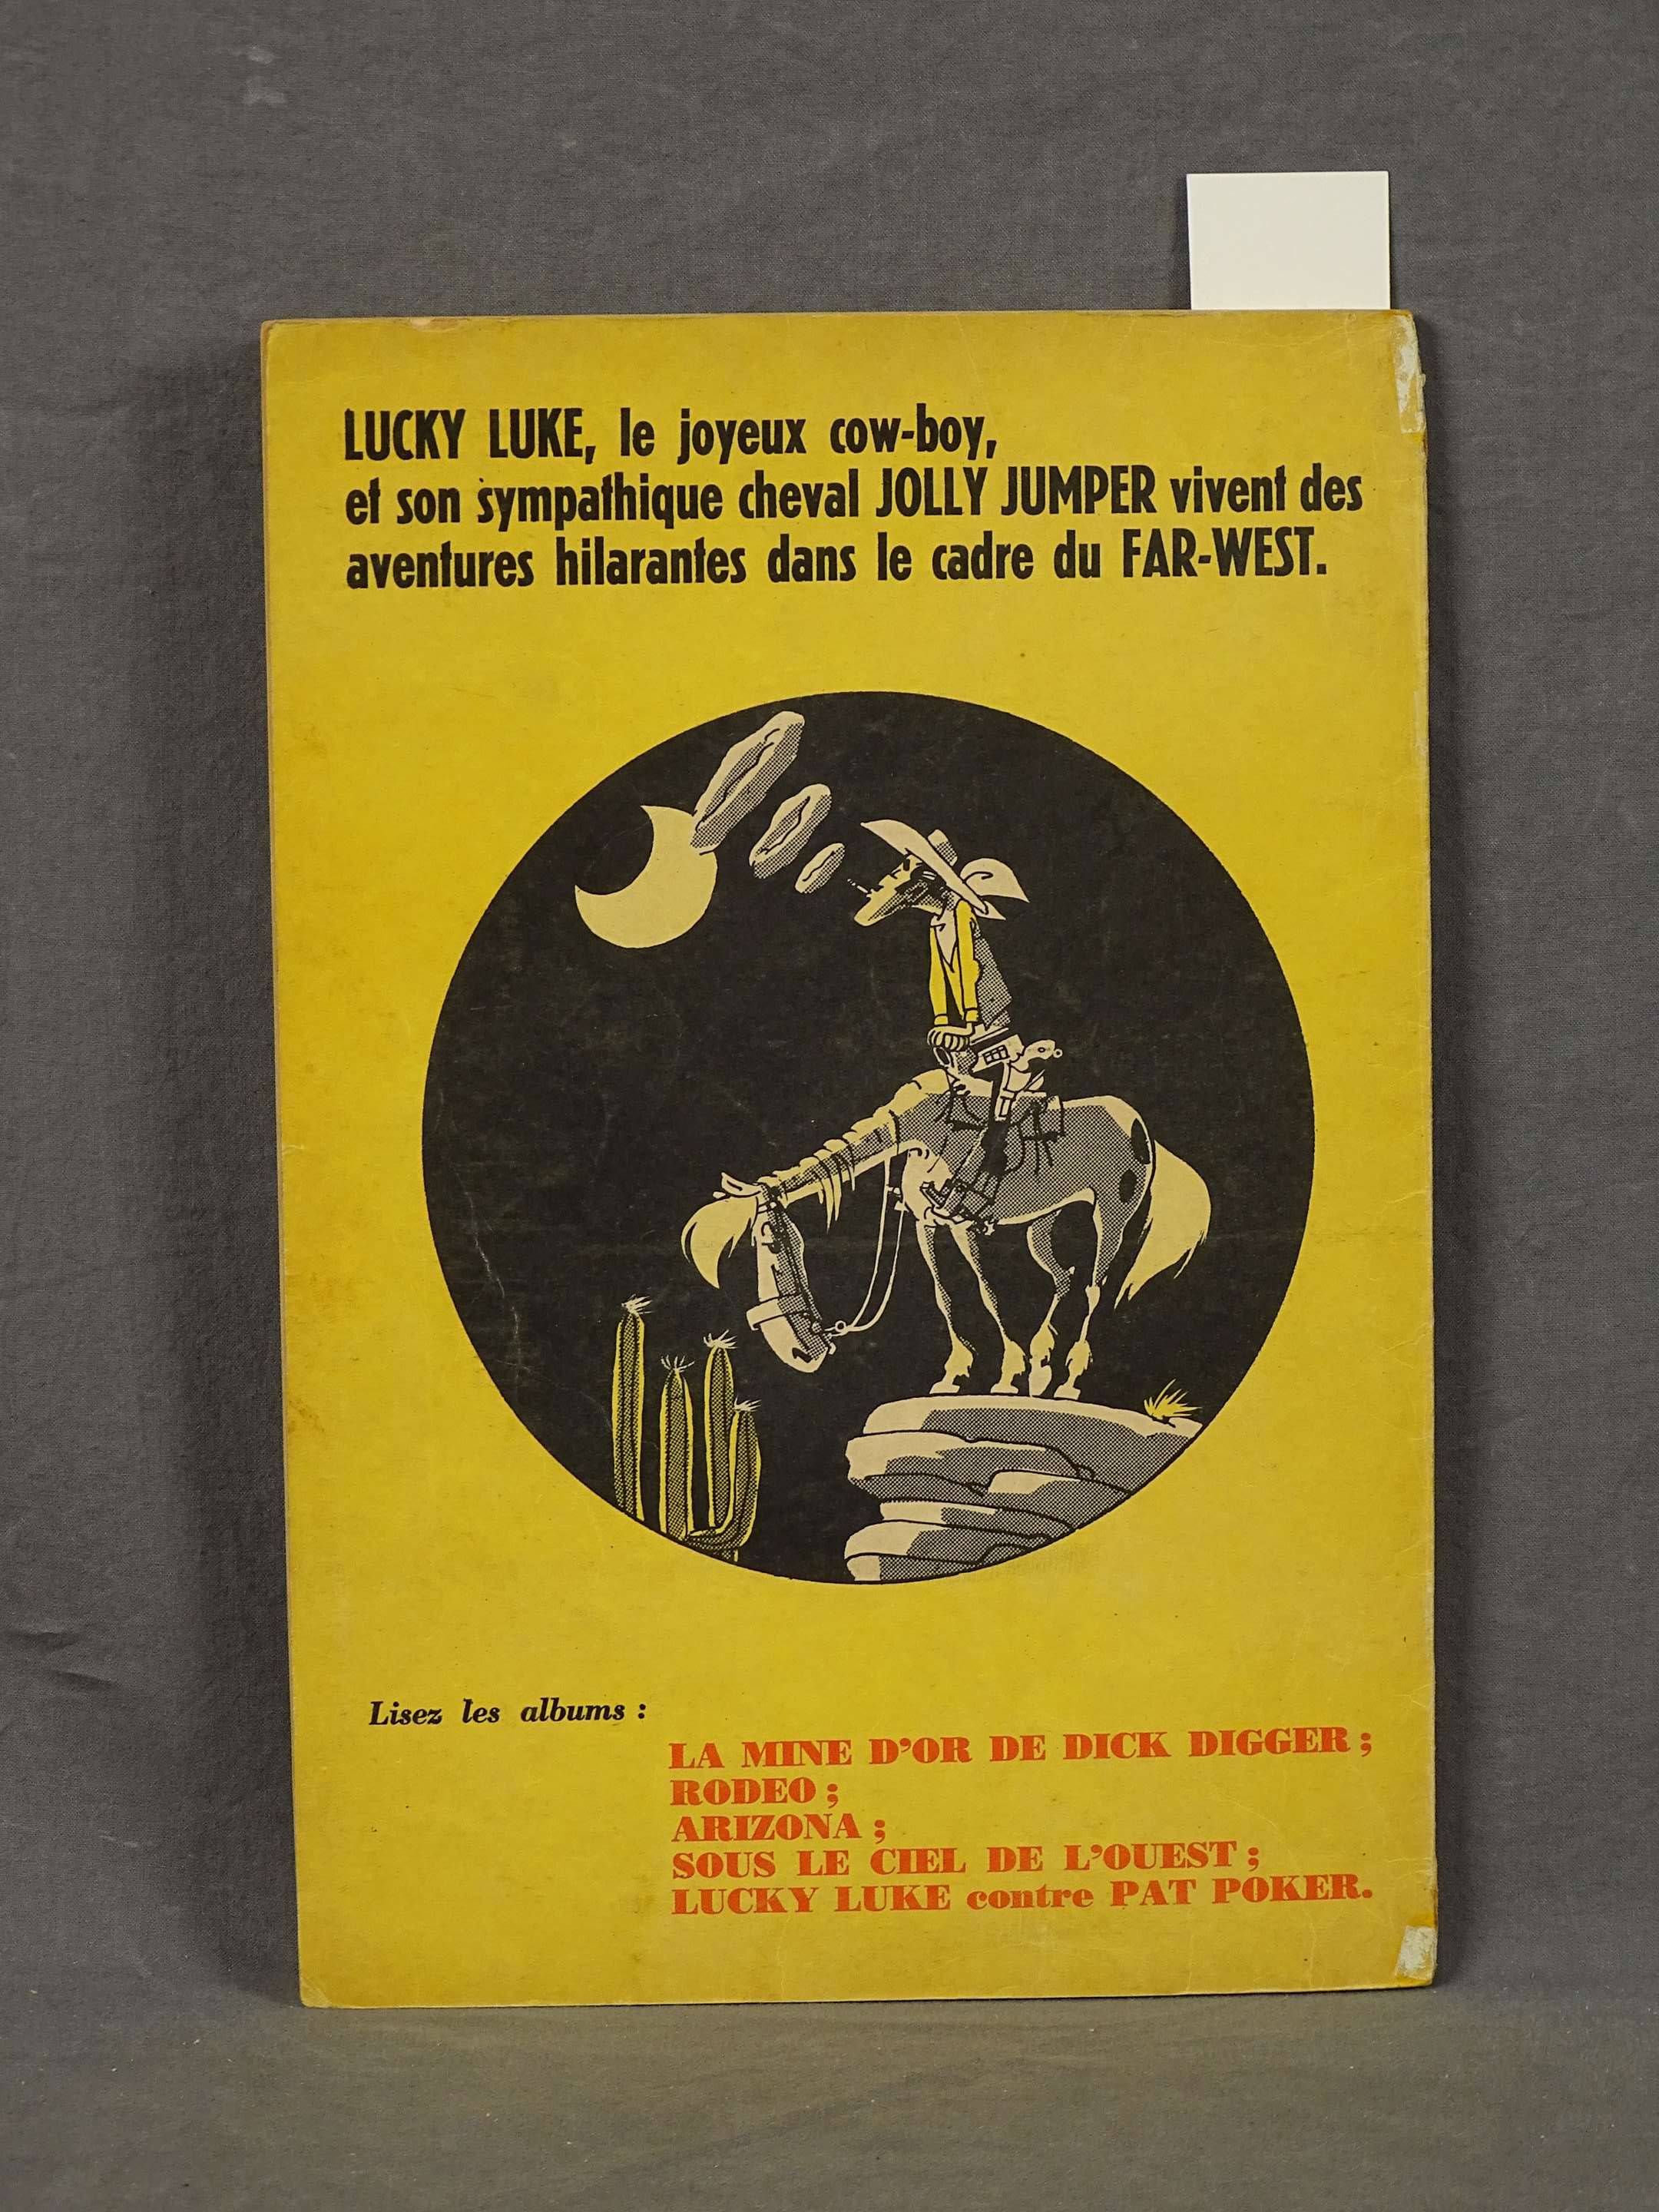 LUCKY LUKE, le joyeux cow-boy,
et son sympathique cheval JOLLY JUMPER vivent des
aventures hilarantes dans le cadre du FAR-WEST.
Lisez les albums :
LA MINE D'OR DE DICK DIGGER ;
RODEO ;
ARIZONA ;
SOUS LE CIEL DE L'OUEST ;
LUCKY LUKE contre PAT POKER.